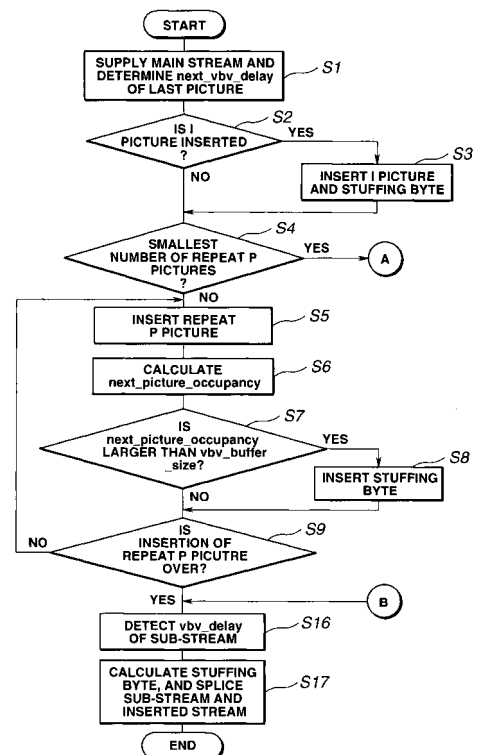 START
SUPPLY MAIN STREAM AND
DETERMINE next_vbv_delay
OF LAST PICTURE
S1
IS I
PICTURE INSERTED
?
S2
YES
NO
INSERT I PICTURE
AND STUFFING BYTE
S3
SMALLEST
NUMBER OF REPEAT P
PICTURES
?
S4
YES
A
NO
INSERT REPEAT
P PICTURE
S5
CALCULATE
next_picture_occupancy
S6
IS
next_picture_occupancy
LARGER THAN vbv_buffer
_size?
S7
YES
NO
INSERT STUFFING
BYTE
S8
IS
INSERTION OF
REPEAT P PICUTRE
OVER?
S9
NO
YES
B
DETECT vbv_delay
OF SUB-STREAM
S16
CALCULATE STUFFING
BYTE, AND SPLICE
SUB-STREAM AND
INSERTED STREAM
S17
END